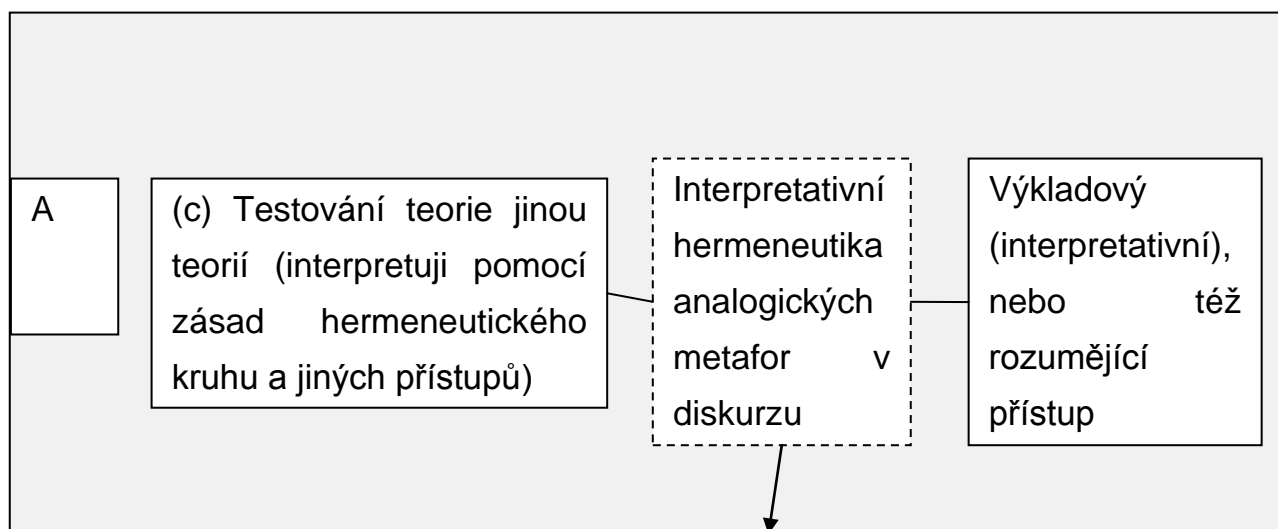 A
(c) Testování teorie jinou
teorií (interpretuji pomocí
zásad hermeneutického
kruhu a jiných přístupů)
Interpretativní
hermeneutika
analogických
metafor v
diskurzu
Výkladový
(interpretativní),
nebo též
rozumějící
přístup